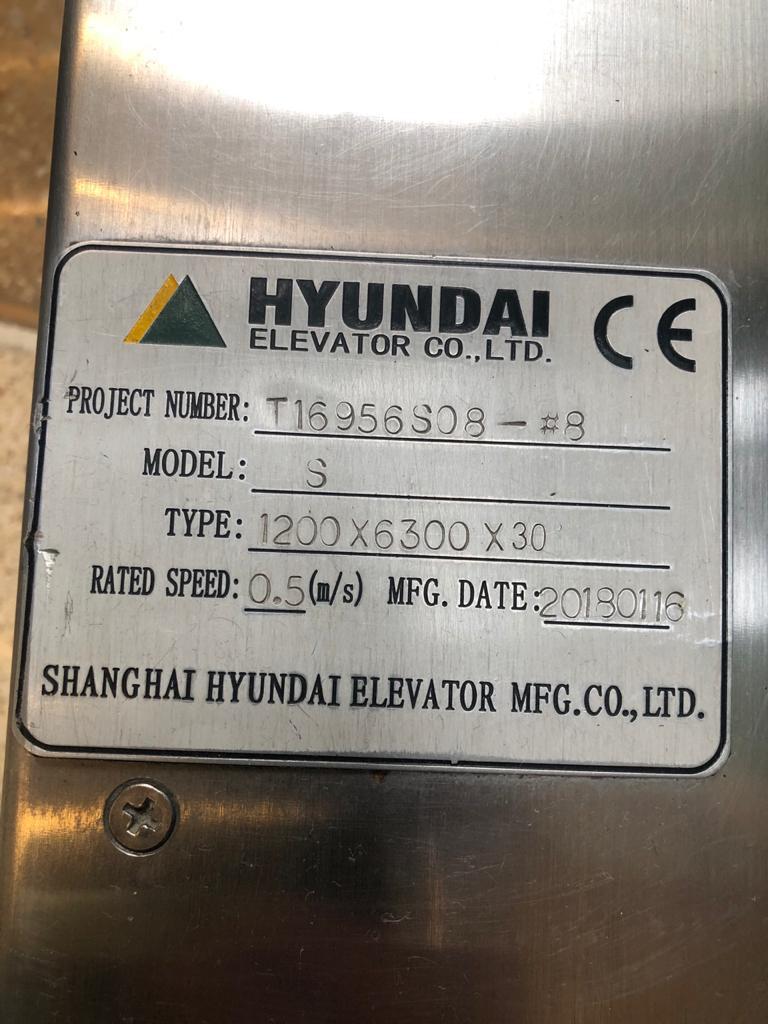 HYUNDAI
ELEVATOR CO.,LTD.
CE
PROJECT NUMBER: T16956S08-#8
MODEL: S
TYPE: 1200X6300X30
RATED SPEED: 0.5(m/s) MFG. DATE:20180116
SHANGHAI HYUNDAI ELEVATOR MFG.CO.,LTD.